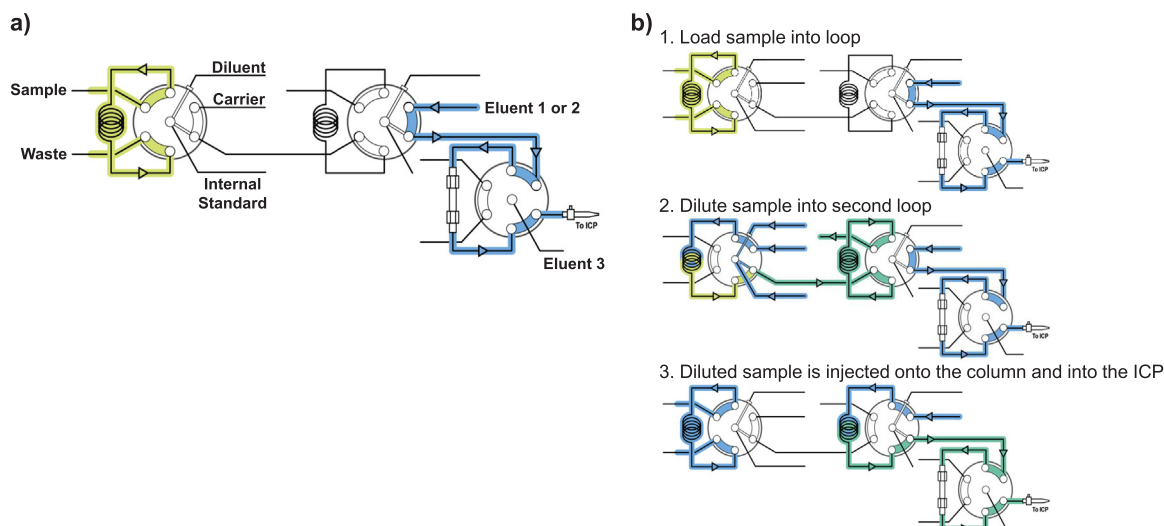 a)
Sample
Waste
Diluent
Carrier
Internal
Standard
Eluent 1 or 2
To ICP
Eluent 3
b)
1. Load sample into loop
To ICP
2. Dilute sample into second loop
To ICP
3. Diluted sample is injected onto the column and into the ICP
To ICP